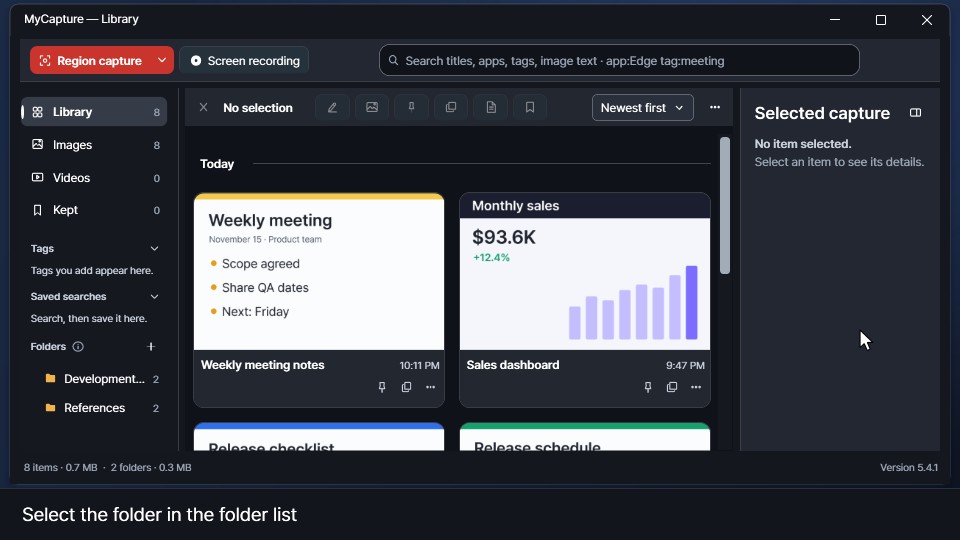 MyCapture — Library
Region capture
Screen recording
Search titles, apps, tags, image text · app:Edge tag:meeting
Library 8
Images 8
Videos 0
Kept 0
Tags
Tags you add appear here.
Saved searches
Search, then save it here.
Folders
Development... 2
References 2
No selection
Newest first
Today
Weekly meeting
November 15 · Product team
Scope agreed
Share QA dates
Next: Friday
Weekly meeting notes 10:11 PM
Monthly sales
$93.6K
+12.4%
Sales dashboard 9:47 PM
Release checklist
Release schedule
Selected capture
No item selected.
Select an item to see its details.
8 items · 0.7 MB · 2 folders · 0.3 MB
Version 5.4.1
Select the folder in the folder list